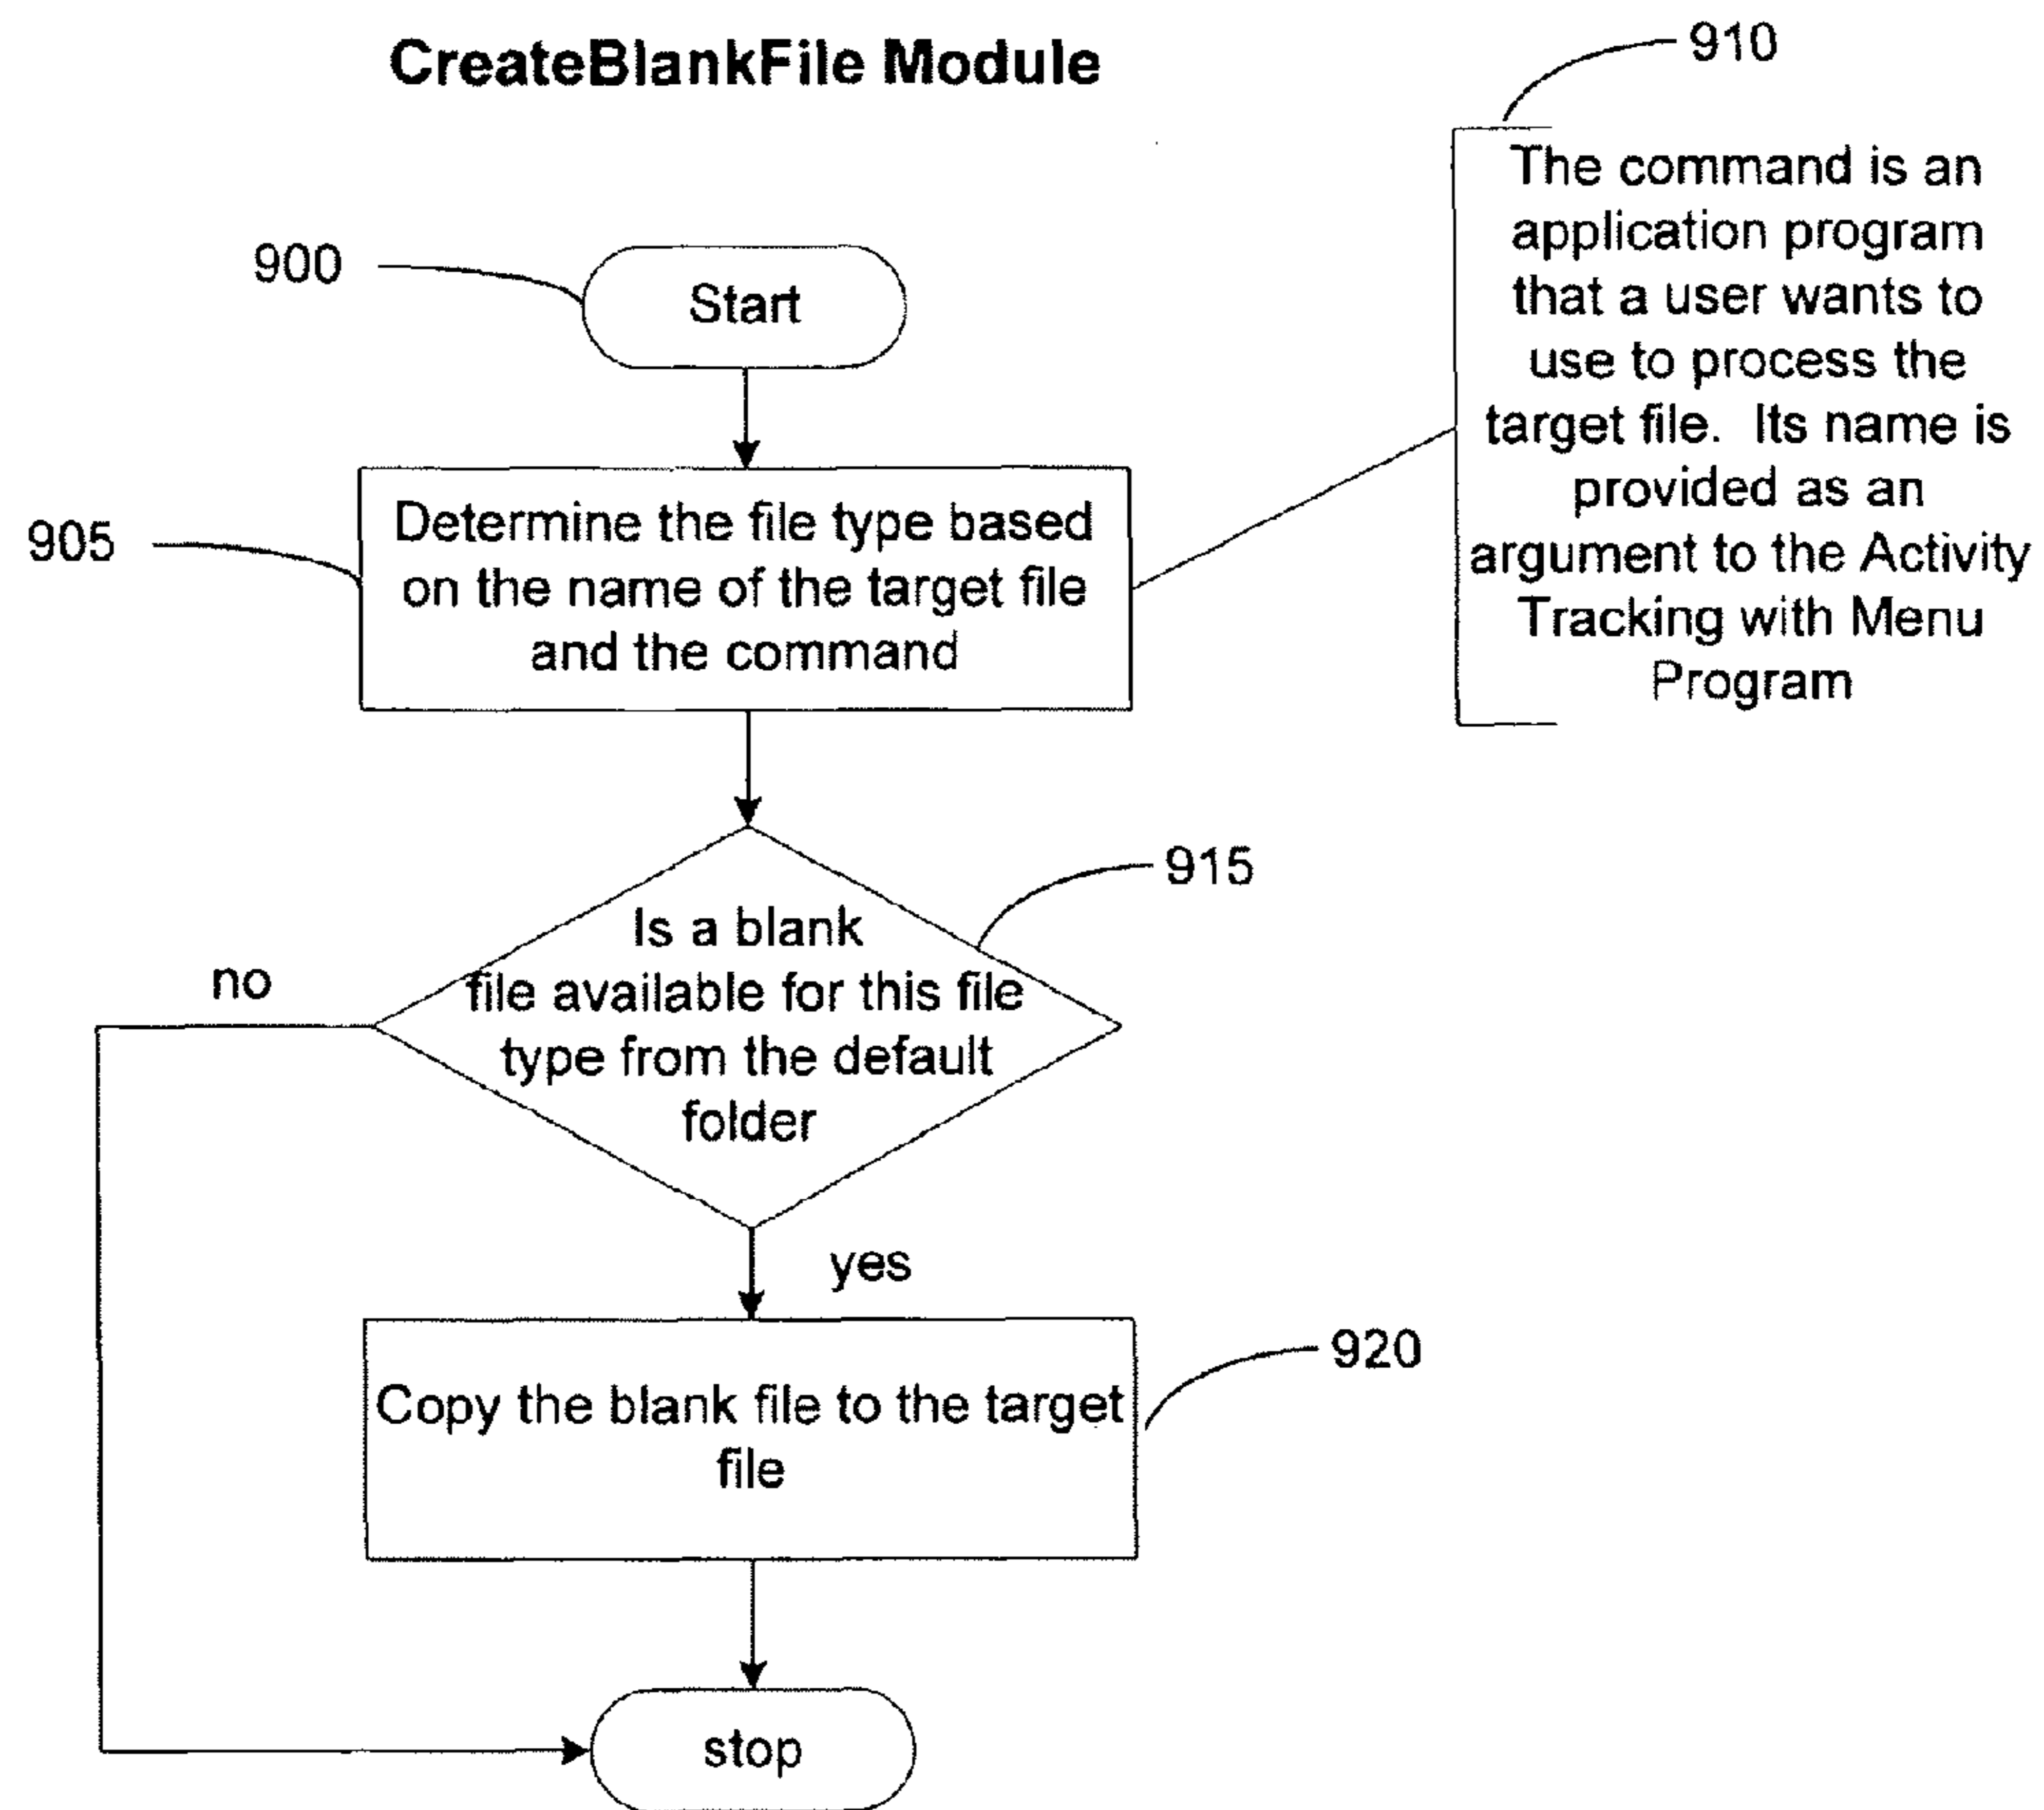 CreateBlankFile Module
910
The command is an
application program
that a user wants to
use to process the
target file. Its name is
provided as an
argument to the Activity
Tracking with Menu
Program
900
Start
905
Determine the file type based
on the name of the target file
and the command
915
Is a blank
file available for this file
type from the default
folder
no
yes
920
Copy the blank file to the target
file
stop